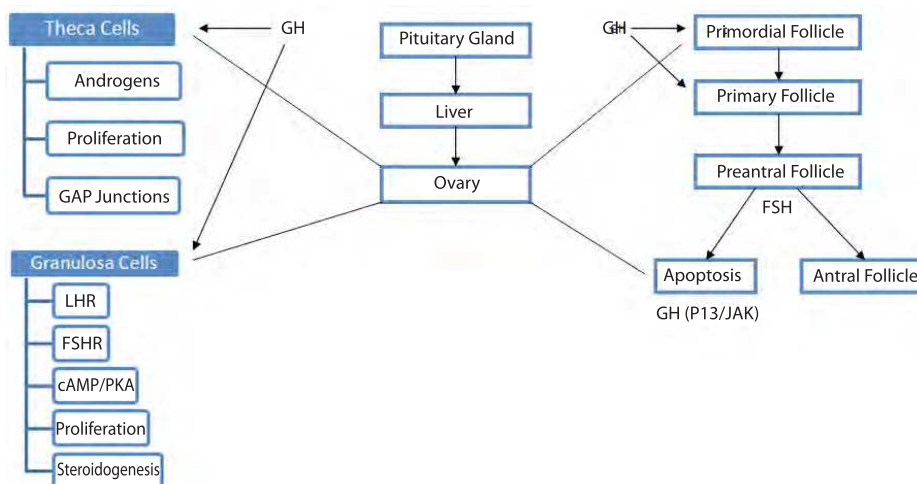 Theca Cells
GH
Androgens
Proliferation
GAP Junctions
Granulosa Cells
LHR
FSHR
cAMP/PKA
Proliferation
Steroidogenesis
Pituitary Gland
Liver
Ovary
GH
Primordial Follicle
Primary Follicle
Preantral Follicle
FSH
Apoptosis
Antral Follicle
GH (P13/JAK)